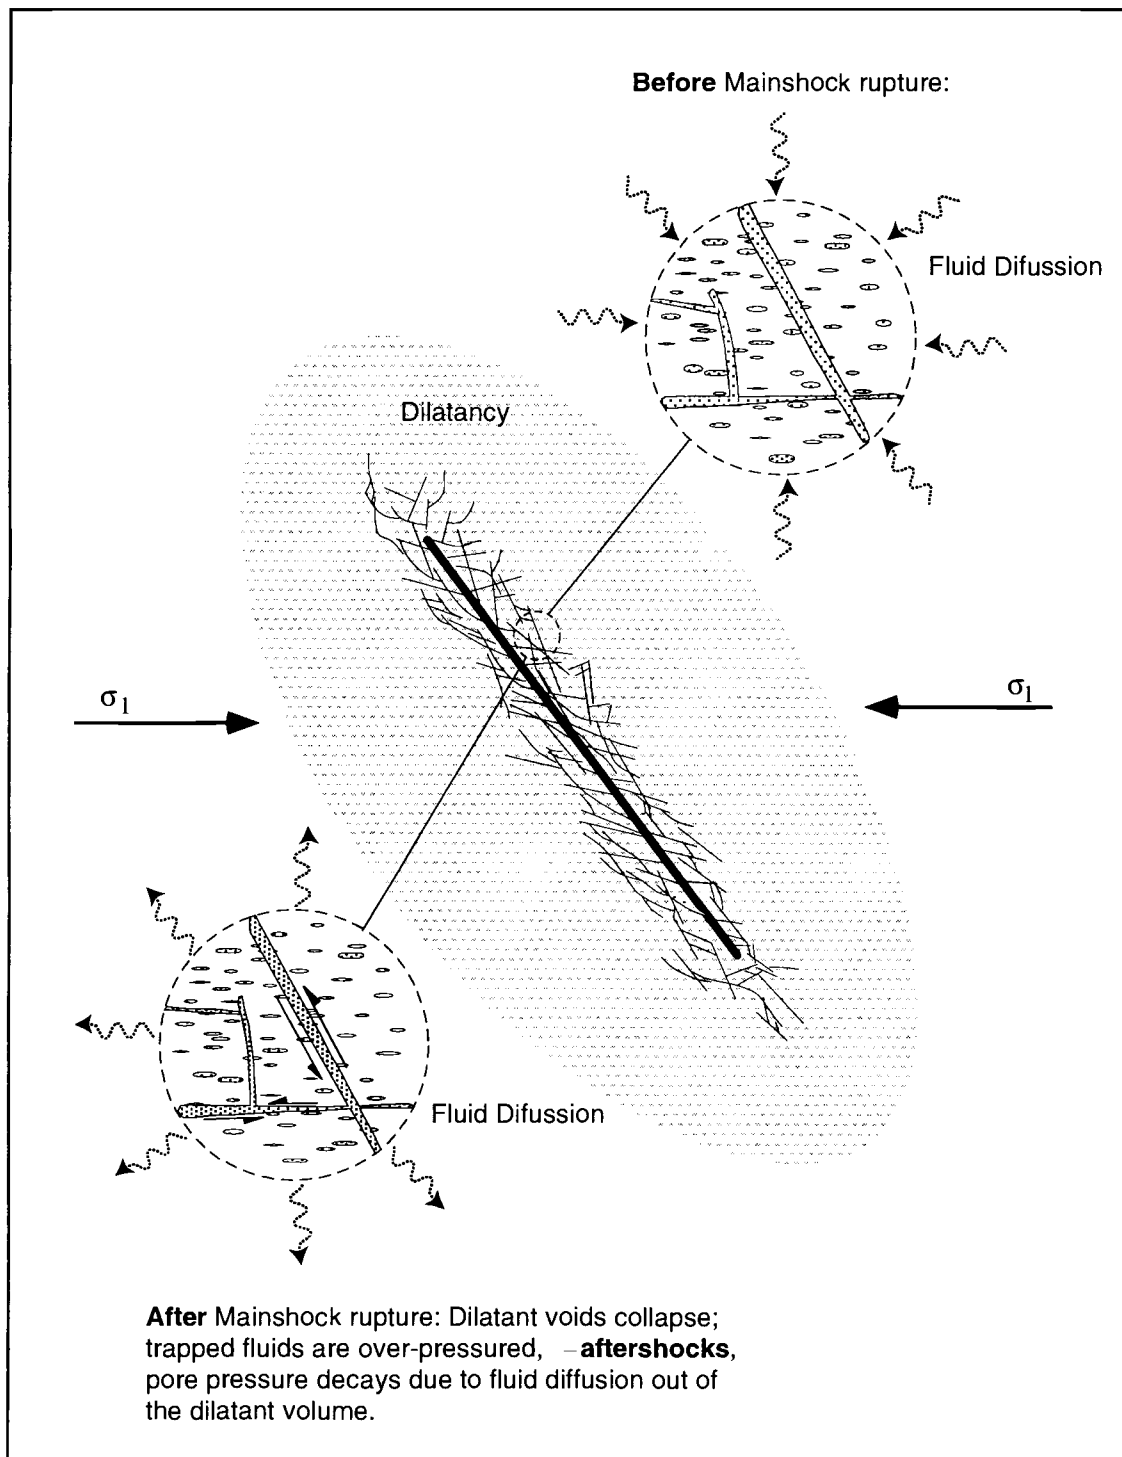 Before Mainshock rupture:
Fluid Difussion
Dilatancy
σ1
σ1
Fluid Difussion
After Mainshock rupture: Dilatant voids collapse;
trapped fluids are over-pressured, – aftershocks,
pore pressure decays due to fluid diffusion out of
the dilatant volume.